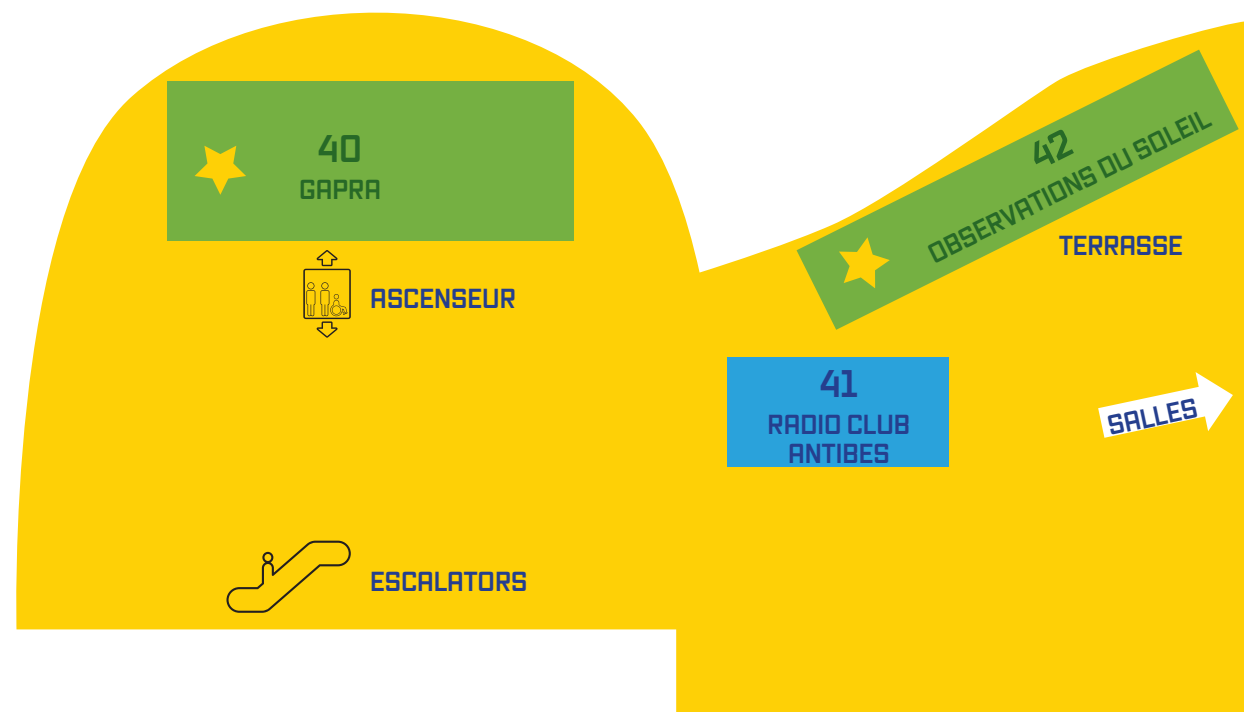 40
GAPRA
ASCENSEUR
42
OBSERVATIONS DU SOLEIL
TERRASSE
41
RADIO CLUB
ANTIBES
SALLES
ESCALATORS